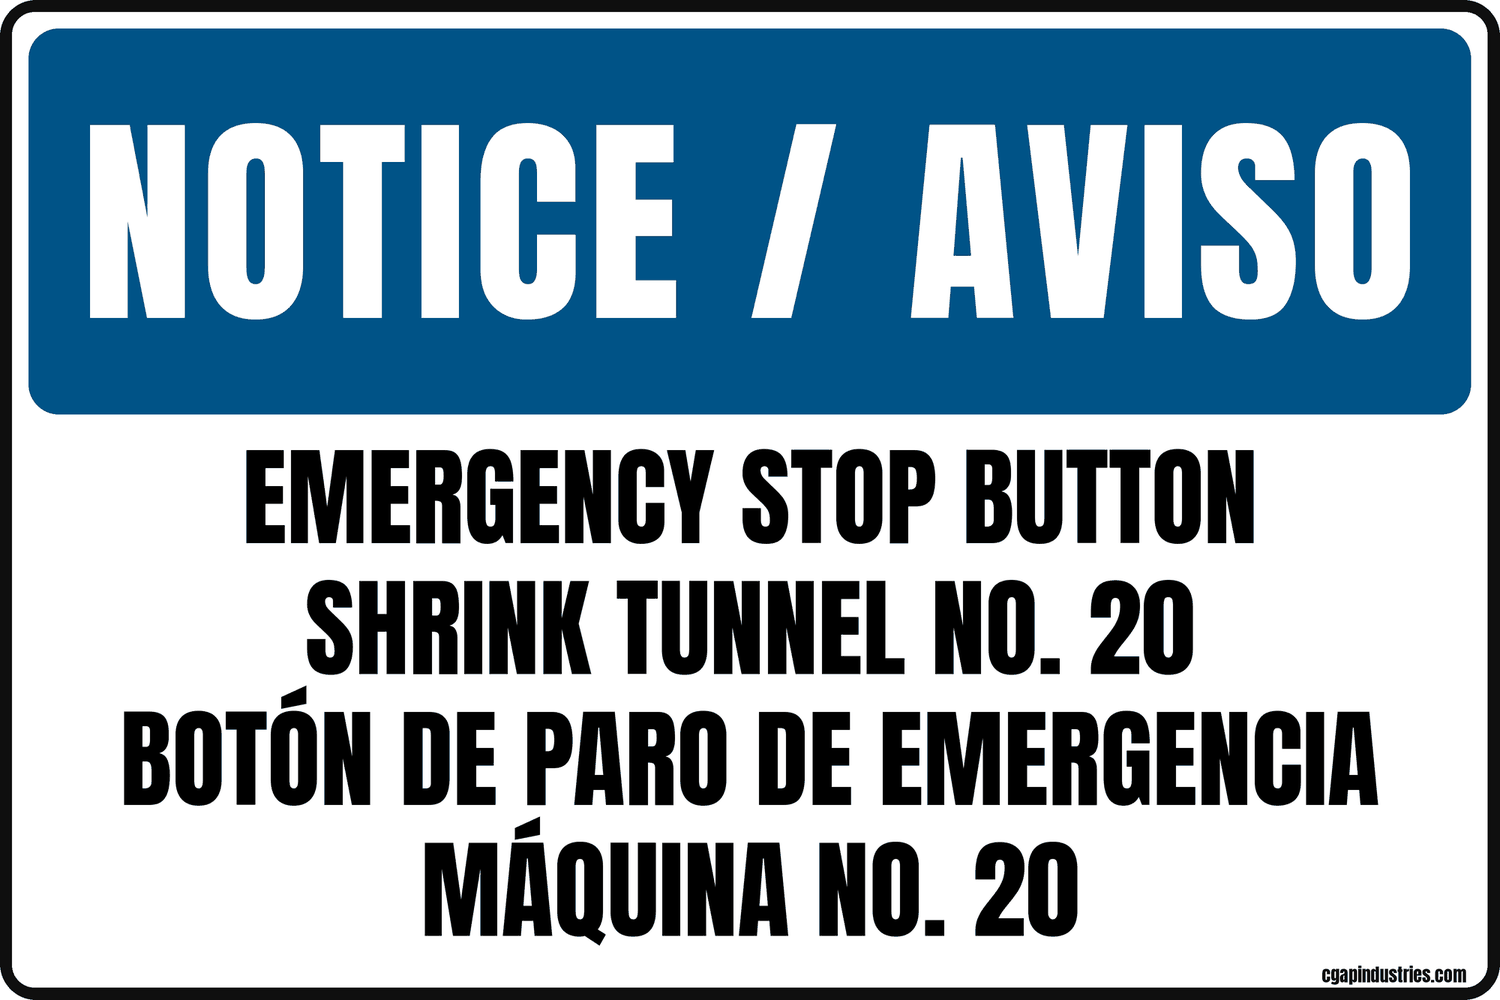 NOTICE / AVISO
EMERGENCY STOP BUTTON
SHRINK TUNNEL NO. 20
BOTÓN DE PARO DE EMERGENCIA
MÁQUINA NO. 20
cgapindustries.com